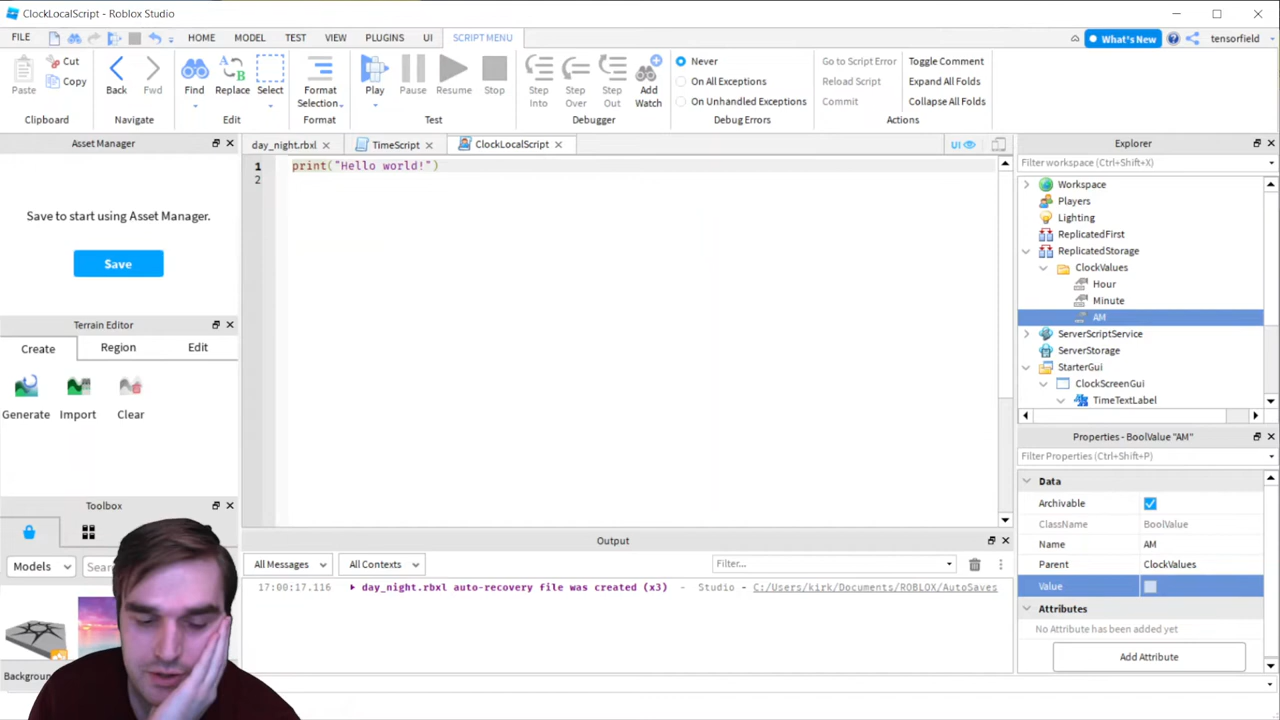 ClockLocalScript - Roblox Studio
FILE
HOME
MODEL
TEST
VIEW
PLUGINS
UI
SCRIPT MENU
What's New
tensorfield
Paste
Cut
Copy
Back
Fwd
Find
Replace
Select
Format
Selection
Play
Pause
Resume
Stop
Step
Into
Step
Over
Step
Out
Add
Watch
Never
On All Exceptions
On Unhandled Exceptions
Go to Script Error
Reload Script
Commit
Toggle Comment
Expand All Folds
Collapse All Folds
Clipboard
Navigate
Edit
Format
Test
Debugger
Debug Errors
Actions
Asset Manager
Save to start using Asset Manager.
Save
Terrain Editor
Create
Region
Edit
Generate
Import
Clear
Toolbox
Models
Sear
Backgroun
day_night.rbxl
TimeScript
ClockLocalScript
UI
1 print("Hello world!")
2
Output
All Messages
All Contexts
Filter...
17:00:17.116 day_night.rbxl auto-recovery file was created (x3) - Studio - C:/Users/kirk/Documents/ROBLOX/AutoSaves
Explorer
Filter workspace (Ctrl+Shift+X)
Workspace
Players
Lighting
ReplicatedFirst
ReplicatedStorage
ClockValues
Hour
Minute
AM
ServerScriptService
ServerStorage
StarterGui
ClockScreenGui
TimeTextLabel
Properties - BoolValue "AM"
Filter Properties (Ctrl+Shift+P)
Data
Archivable
ClassName BoolValue
Name AM
Parent ClockValues
Value
Attributes
No Attribute has been added yet
Add Attribute